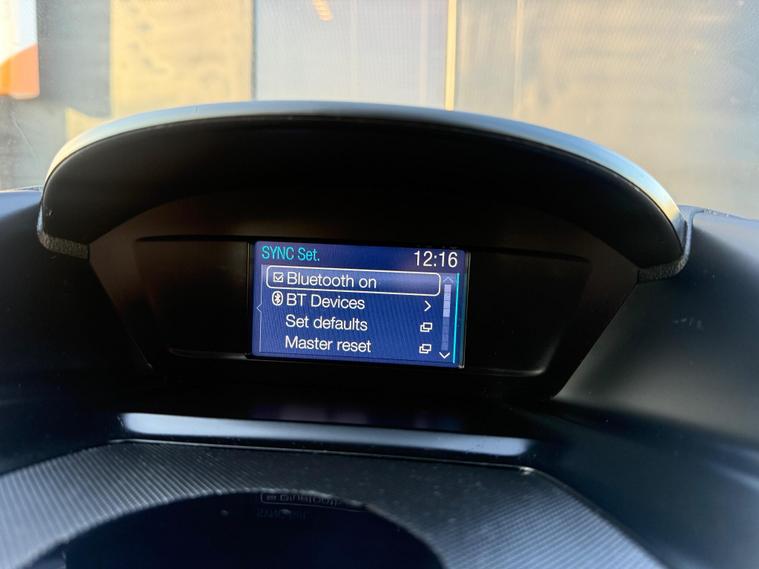 SYNC Set.
12:16
Bluetooth on
BT Devices
Set defaults
Master reset